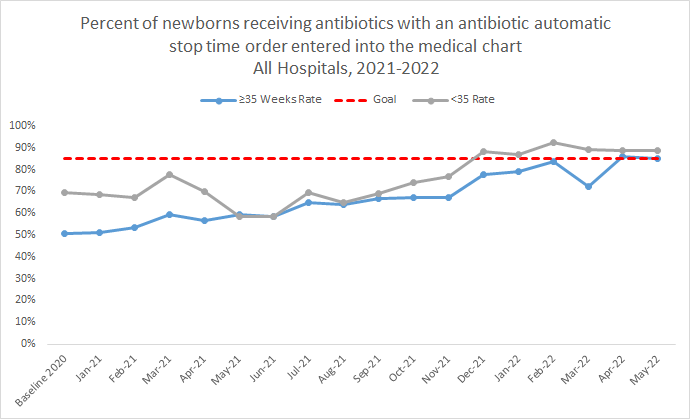 Percent of newborns receiving antibiotics with an antibiotic automatic
stop time order entered into the medical chart
All Hospitals, 2021-2022
≥35 Weeks Rate Goal <35 Rate
100%
90%
80%
70%
60%
50%
40%
30%
20%
10%
0%
Baseline 2020 Jan-21 Feb-21 Mar-21 Apr-21 May-21 Jun-21 Jul-21 Aug-21 Sep-21 Oct-21 Nov-21 Dec-21 Jan-22 Feb-22 Mar-22 Apr-22 May-22